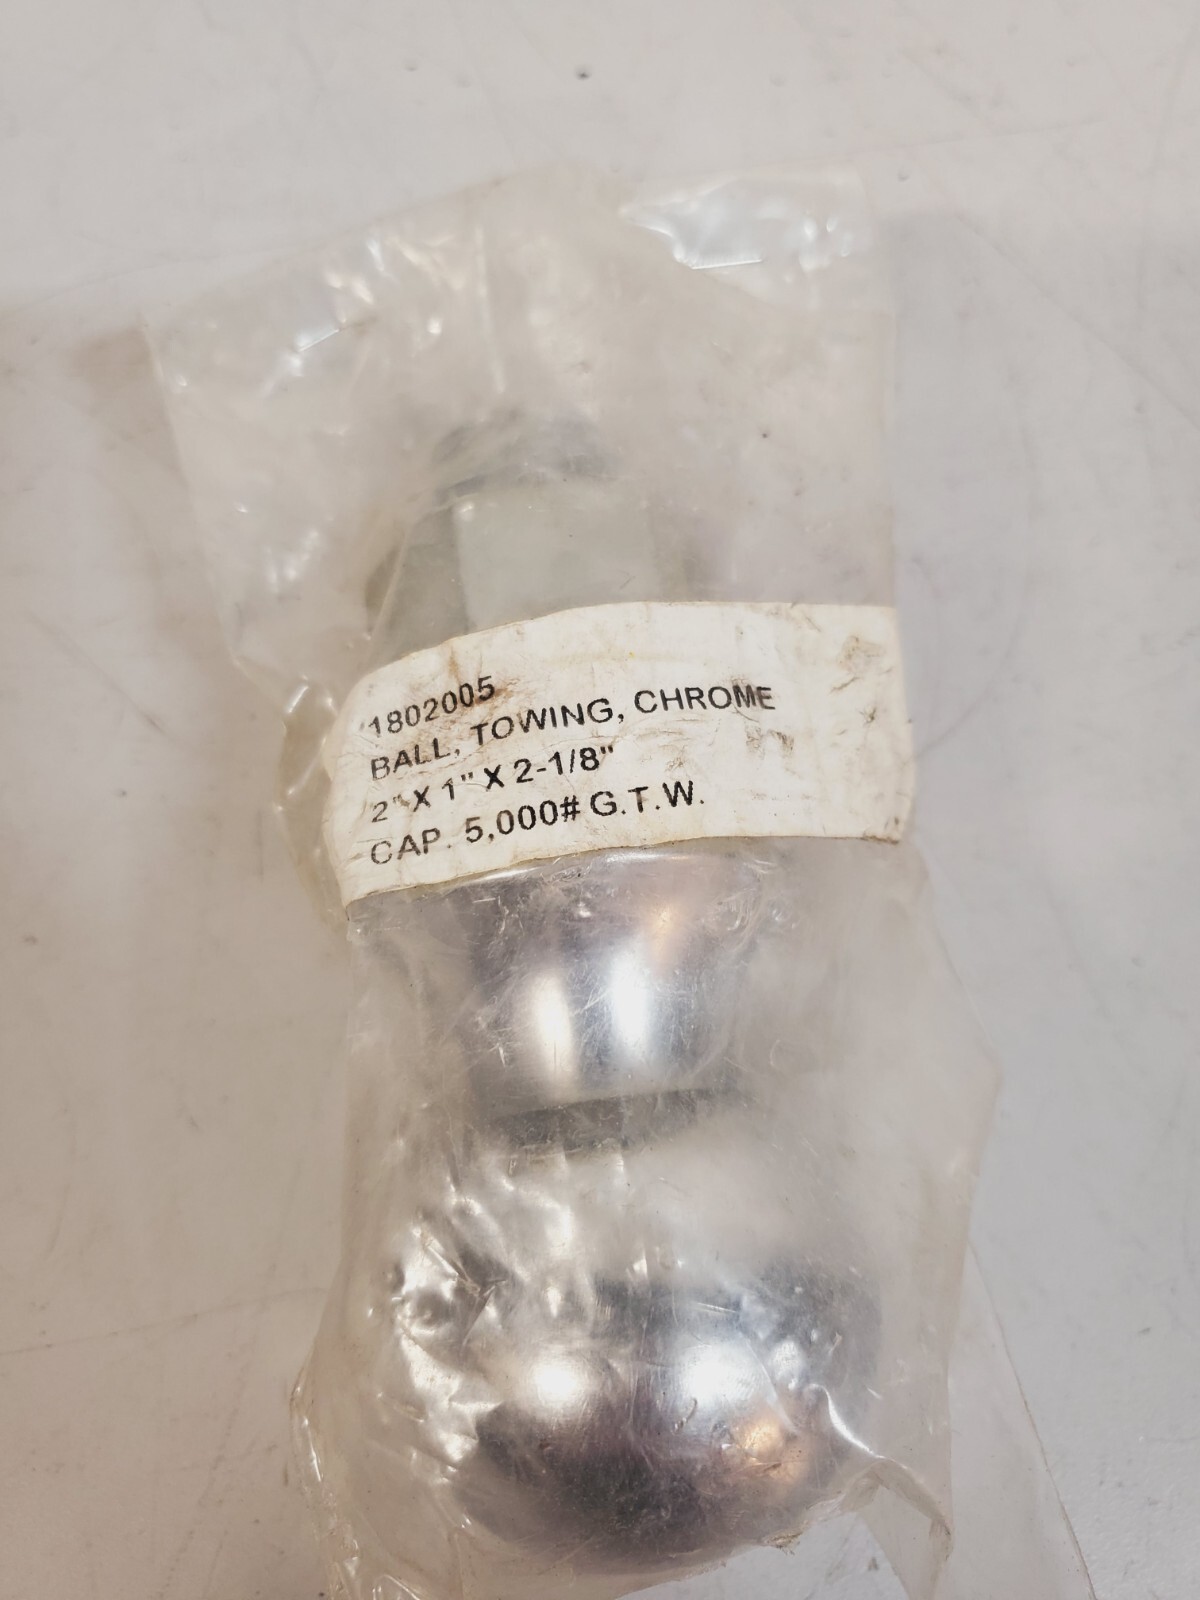 1802005
BALL, TOWING, CHROME
2" X 1" X 2-1/8"
CAP. 5,000# G.T.W.